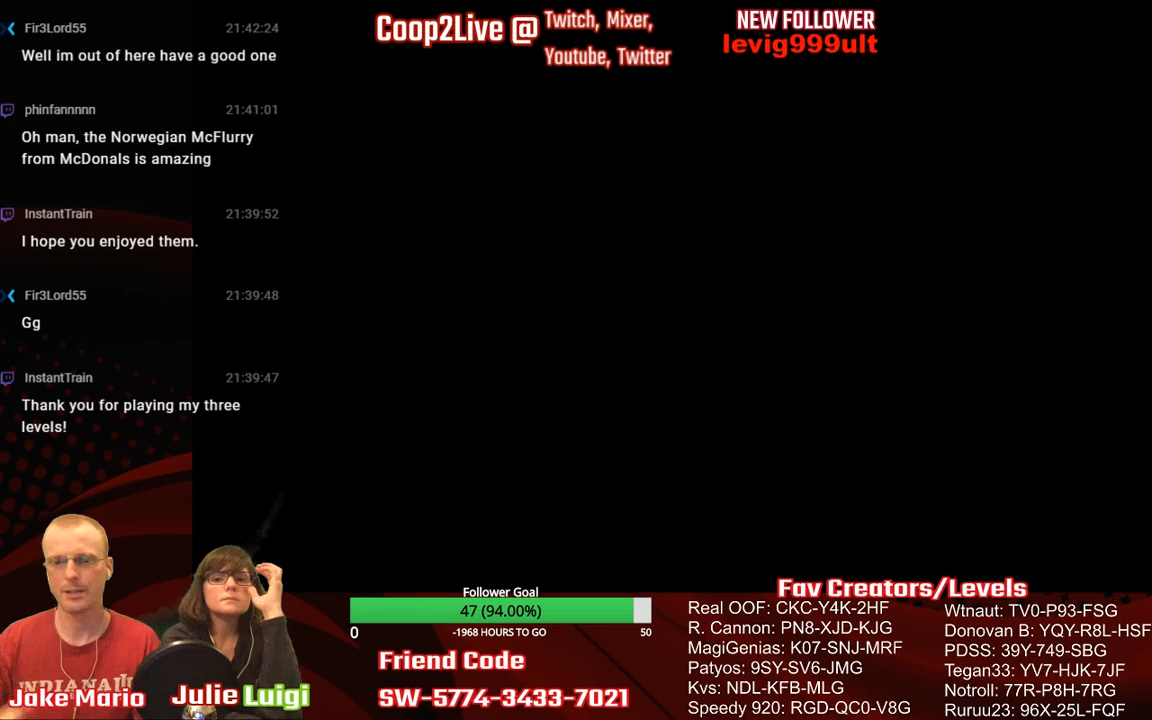 Fir3Lord55 21:42:24
Well im out of here have a good one
phinfannnnn 21:41:01
Oh man, the Norwegian McFlurry
from McDonals is amazing
InstantTrain 21:39:52
I hope you enjoyed them.
Fir3Lord55 21:39:48
Gg
InstantTrain 21:39:47
Thank you for playing my three
levels!
Coop2Live @ Twitch, Mixer,
Youtube, Twitter
NEW FOLLOWER
levig999ult
INDIANA
Jake Mario
Julie Luigi
Follower Goal
47 (94.00%)
0 -1968 HOURS TO GO 50
Friend Code
SW-5774-3433-7021
Fav Creators/Levels
Real OOF: CKC-Y4K-2HF
R. Cannon: PN8-XJD-KJG
MagiGenias: K07-SNJ-MRF
Patyos: 9SY-SV6-JMG
Kvs: NDL-KFB-MLG
Speedy 920: RGD-QC0-V8G
Wtnaut: TV0-P93-FSG
Donovan B: YQY-R8L-HSF
PDSS: 39Y-749-SBG
Tegan33: YV7-HJK-7JF
Notroll: 77R-P8H-7RG
Ruruu23: 96X-25L-FQF